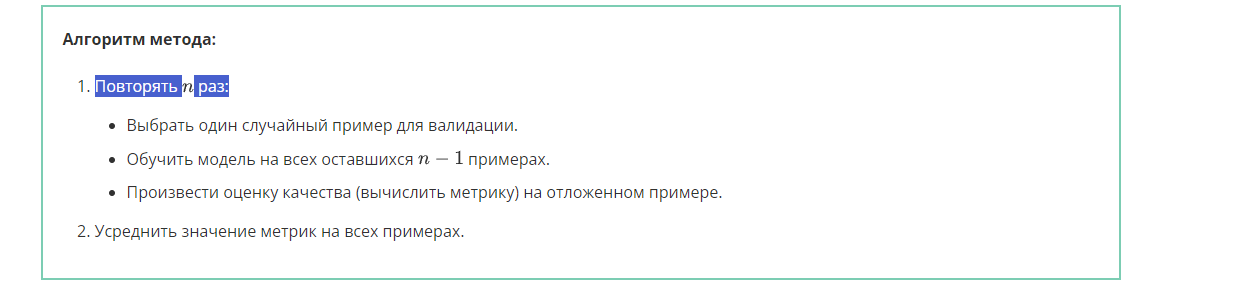 Алгоритм метода:
1. Повторять n раз:
• Выбрать один случайный пример для валидации.
• Обучить модель на всех оставшихся n − 1 примерах.
• Произвести оценку качества (вычислить метрику) на отложенном примере.
2. Усреднить значение метрик на всех примерах.